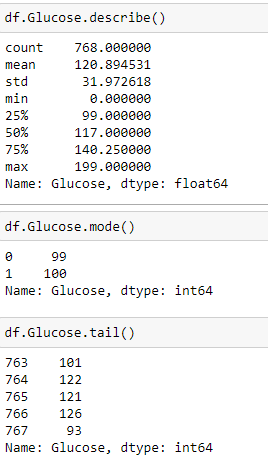 df.Glucose.describe()
count    768.000000
mean     120.894531
std       31.972618
min        0.000000
25%       99.000000
50%      117.000000
75%      140.250000
max      199.000000
Name: Glucose, dtype: float64
df.Glucose.mode()
0     99
1    100
Name: Glucose, dtype: int64
df.Glucose.tail()
763    101
764    122
765    121
766    126
767     93
Name: Glucose, dtype: int64